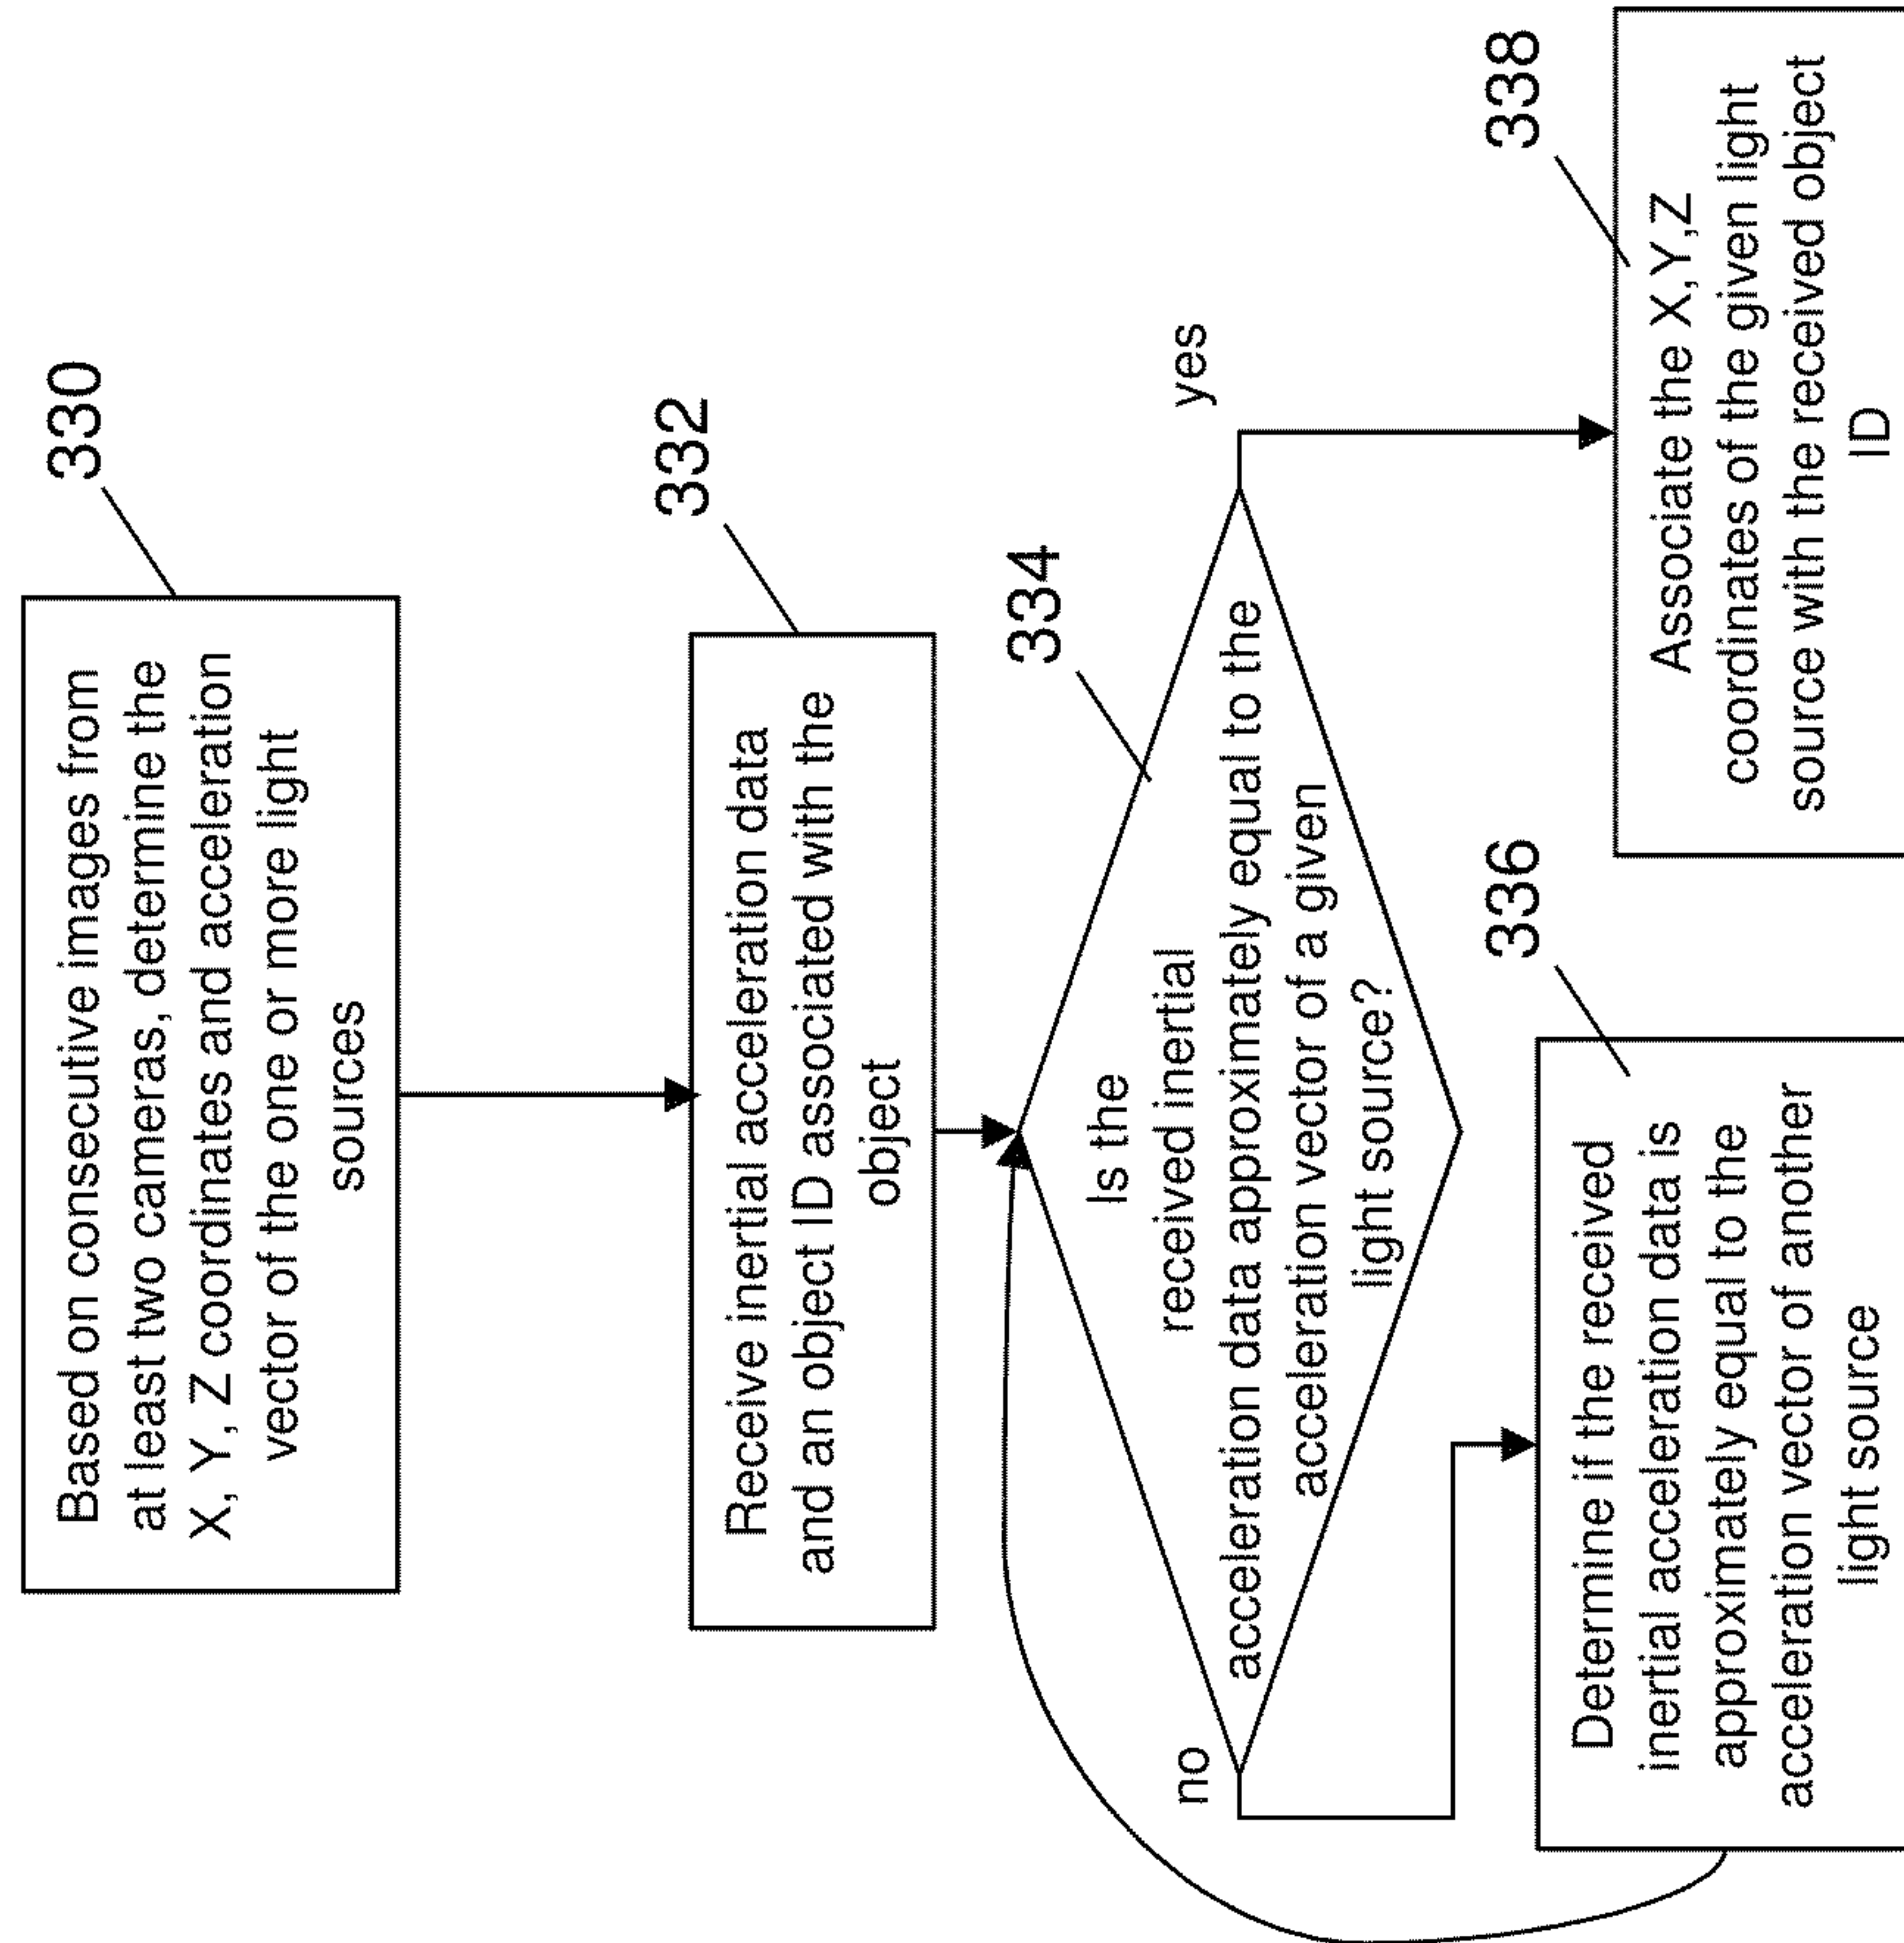 330
Based on consecutive images from
at least two cameras, determine the
X, Y, Z coordinates and acceleration
vector of the one or more light
sources
332
Receive inertial acceleration data
and an object ID associated with the
object
334
Is the
received inertial
acceleration data approximately equal to the
acceleration vector of a given
light source?
no
yes
336
Determine if the received
inertial acceleration data is
approximately equal to the
acceleration vector of another
light source
338
Associate the X,Y,Z
coordinates of the given light
source with the received object
ID